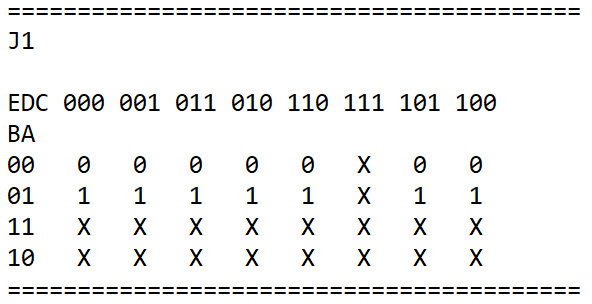 =========================================
J1
EDC 000 001 011 010 110 111 101 100
BA
00   0   0   0   0   0   X   0   0
01   1   1   1   1   1   X   1   1
11   X   X   X   X   X   X   X   X
10   X   X   X   X   X   X   X   X
=========================================